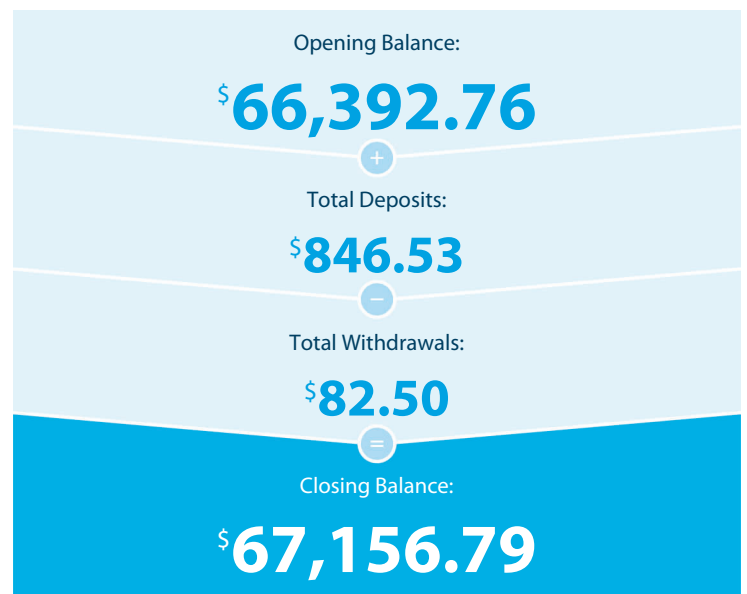 Opening Balance:
$66,392.76
+
Total Deposits:
$846.53
−
Total Withdrawals:
$82.50
=
Closing Balance:
$67,156.79